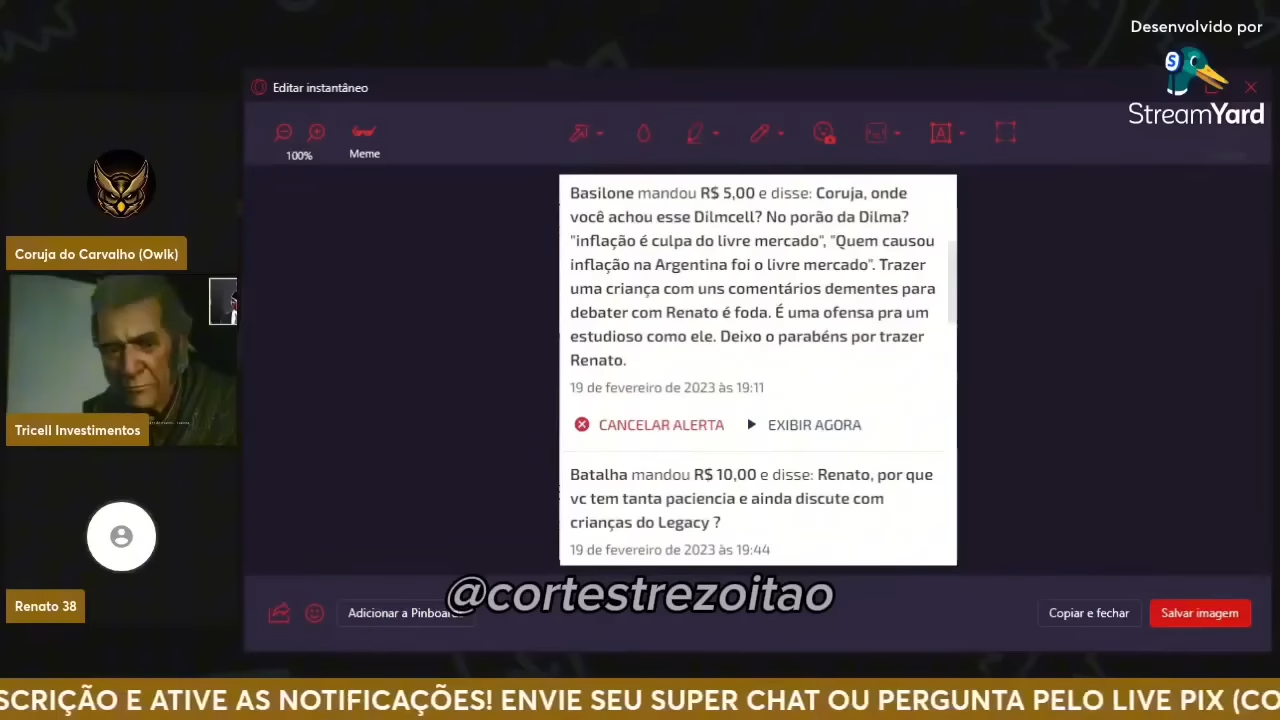 Desenvolvido por
StreamYard
Editar instantâneo
100%
Meme
Coruja do Carvalho (Owlk)
Tricell Investimentos
Renato 38
Basilone mandou R$ 5,00 e disse: Coruja, onde
você achou esse Dilmcell? No porão da Dilma?
"inflação é culpa do livre mercado", "Quem causou
inflação na Argentina foi o livre mercado". Trazer
uma criança com uns comentários dementes para
debater com Renato é foda. É uma ofensa pra um
estudioso como ele. Deixo o parabéns por trazer
Renato.
19 de fevereiro de 2023 às 19:11
CANCELAR ALERTA
EXIBIR AGORA
Batalha mandou R$ 10,00 e disse: Renato, por que
vc tem tanta paciencia e ainda discute com
crianças do Legacy ?
19 de fevereiro de 2023 às 19:44
@cortestrezoitao
Adicionar a Pinboards
Copiar e fechar
Salvar imagem
SCRIÇÃO E ATIVE AS NOTIFICAÇÕES! ENVIE SEU SUPER CHAT OU PERGUNTA PELO LIVE PIX (CO